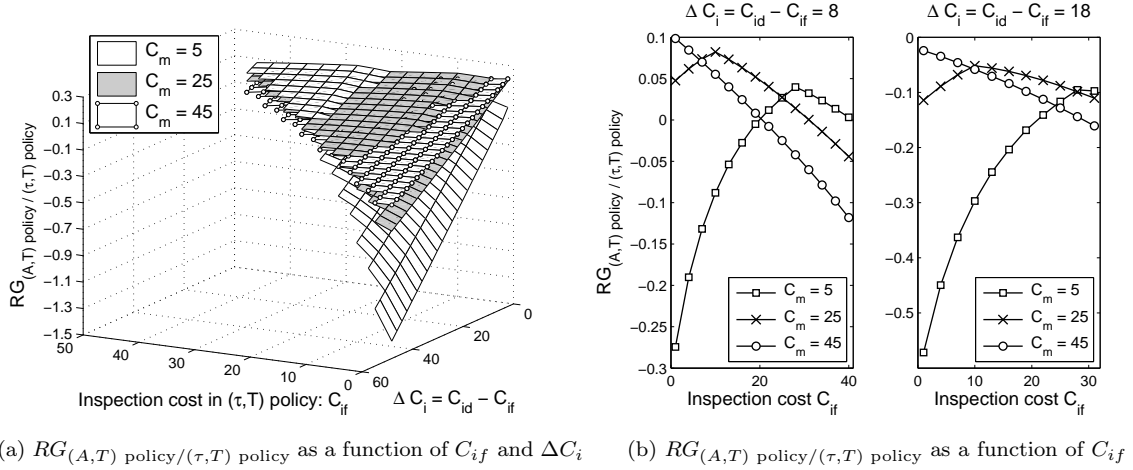 C_m = 5
C_m = 25
C_m = 45
0.3
0.1
−0.1
−0.3
−0.5
−0.7
−0.9
−1.1
−1.3
−1.5
RG_(A,T) policy / (τ,T) policy
50
40
30
20
10
0
60
40
20
0
Inspection cost in (τ,T) policy: C_if
Δ C_i = C_id − C_if
(a) RG_(A,T) policy/(τ,T) policy as a function of C_if and ΔC_i
Δ C_i = C_id − C_if = 8
RG_(A,T) policy / (τ,T) policy
0.1
0.05
0
−0.05
−0.1
−0.15
−0.2
−0.25
−0.3
C_m = 5
C_m = 25
C_m = 45
0 20 40
Inspection cost C_if
Δ C_i = C_id − C_if = 18
0
−0.1
−0.2
−0.3
−0.4
−0.5
C_m = 5
C_m = 25
C_m = 45
0 10 20 30
Inspection cost C_if
(b) RG_(A,T) policy/(τ,T) policy as a function of C_if